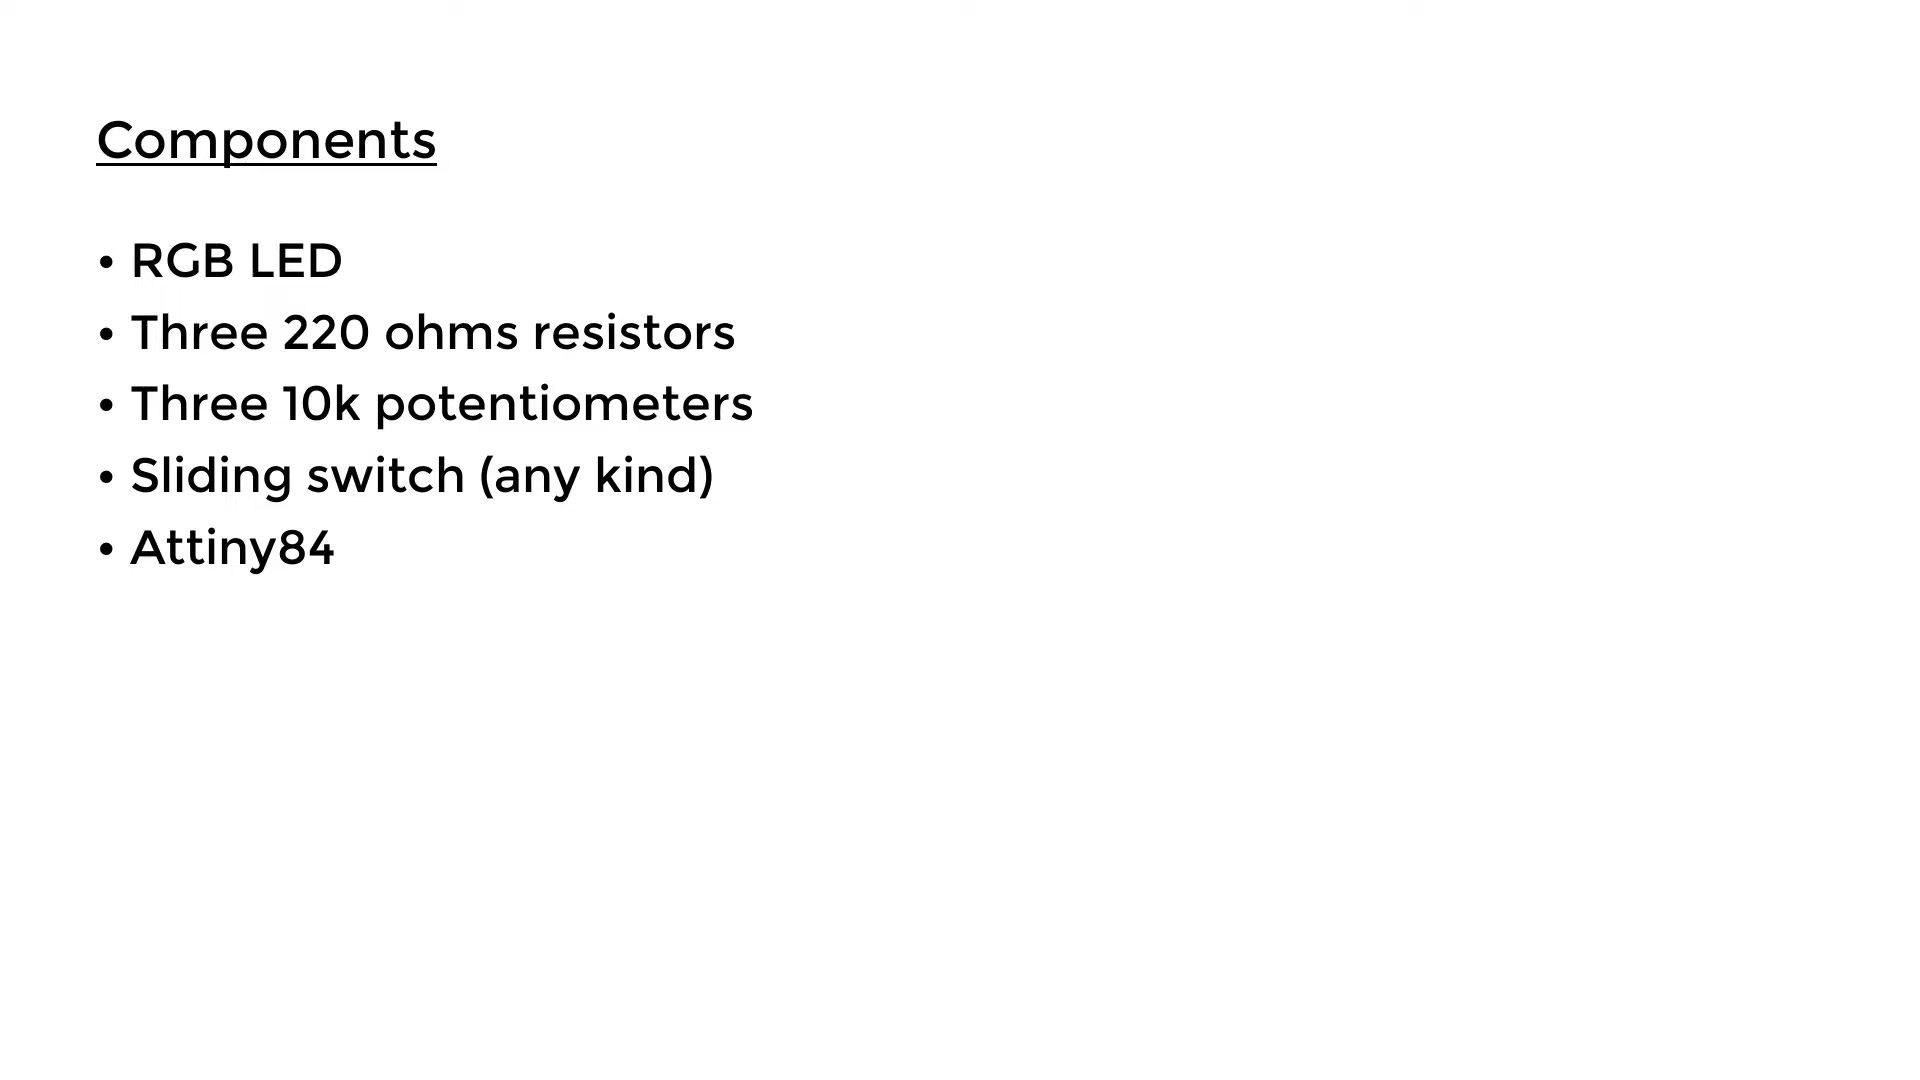 Components
• RGB LED
• Three 220 ohms resistors
• Three 10k potentiometers
• Sliding switch (any kind)
• Attiny84